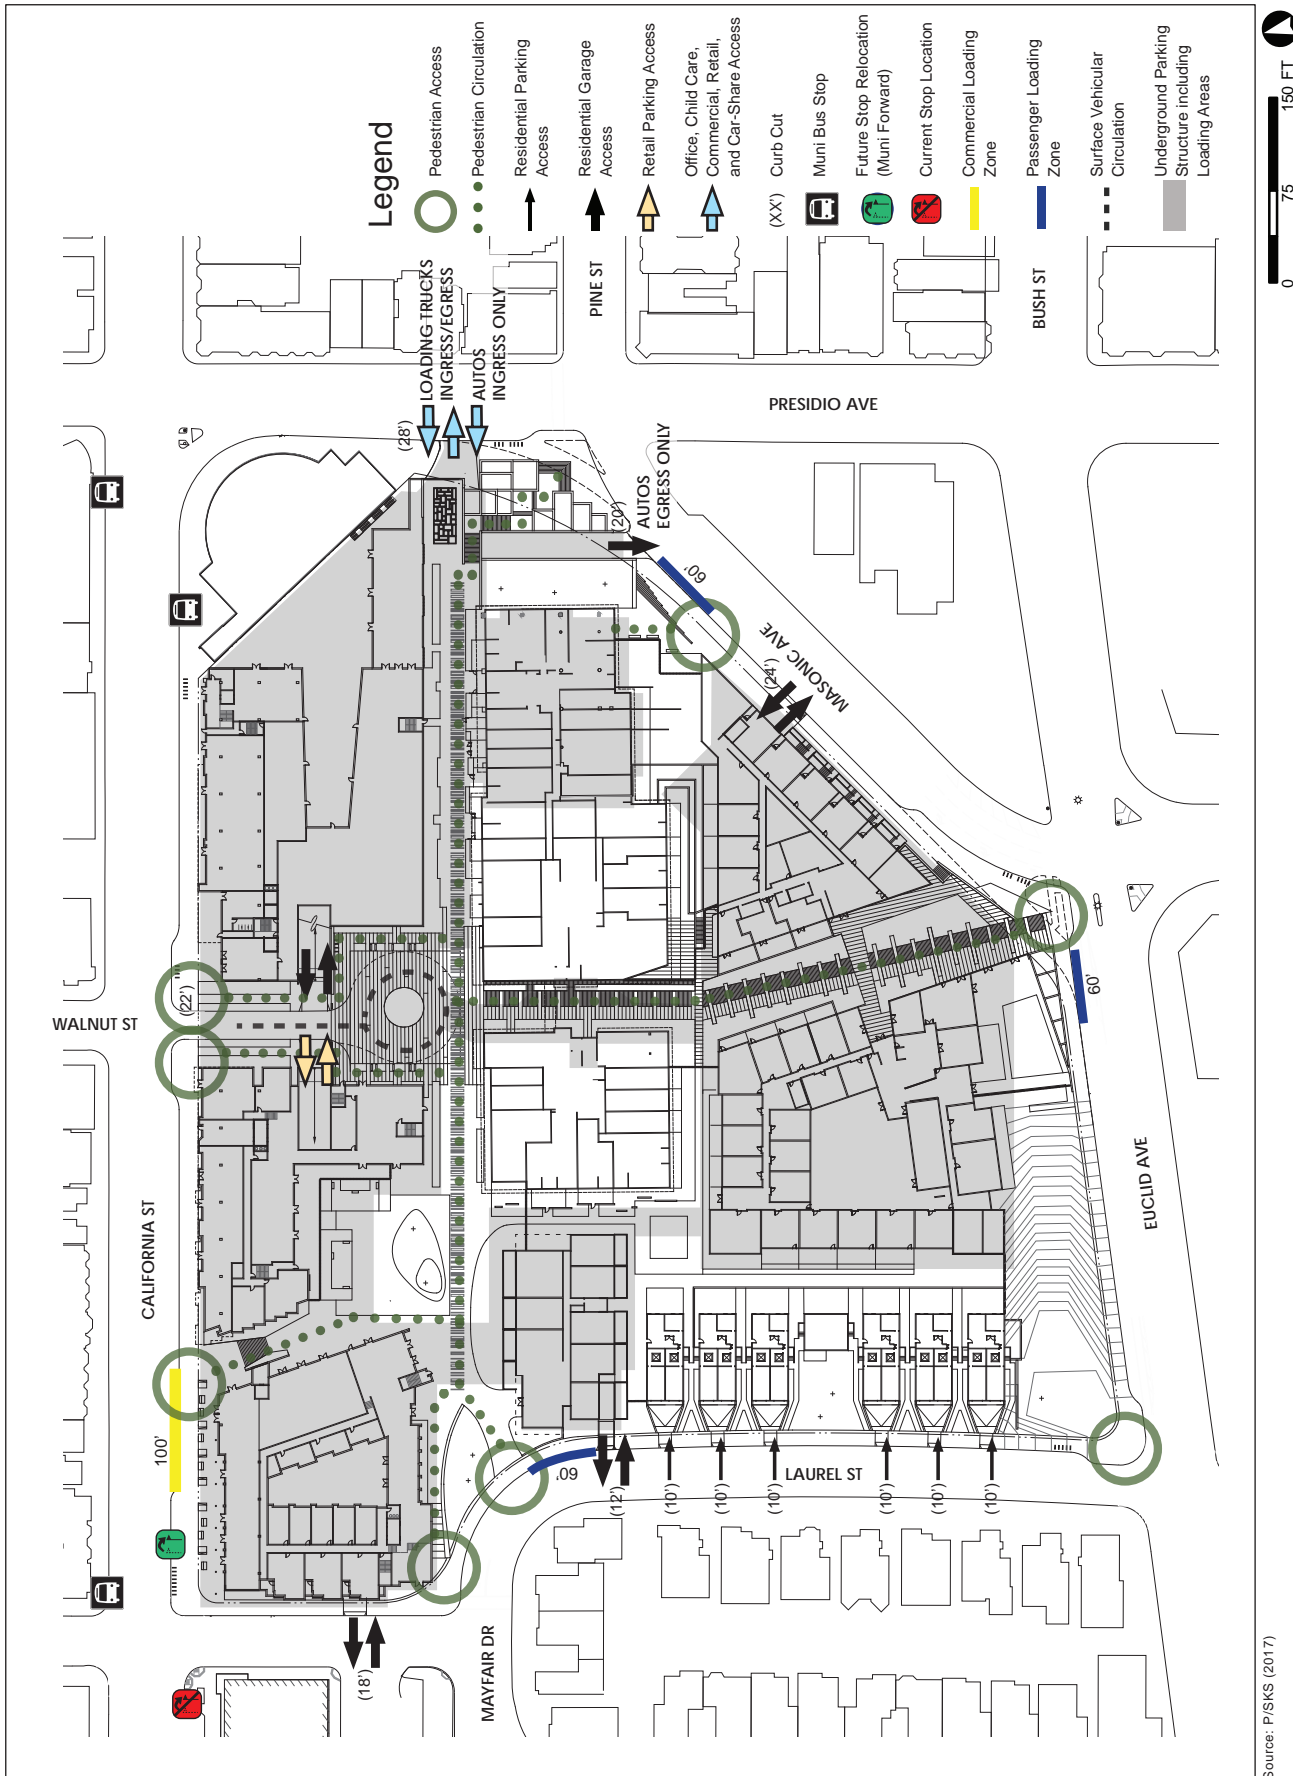 Legend
Pedestrian Access
Pedestrian Circulation
Residential Parking
Access
Residential Garage
Access
Retail Parking Access
Office, Child Care,
Commercial, Retail,
and Car-Share Access
(XX') Curb Cut
Muni Bus Stop
Future Stop Relocation
(Muni Forward)
Current Stop Location
Commercial Loading
Zone
Passenger Loading
Zone
Surface Vehicular
Circulation
Underground Parking
Structure including
Loading Areas
0 75 150 FT
LOADING TRUCKS
INGRESS/EGRESS
AUTOS
INGRESS ONLY
PINE ST
BUSH ST
PRESIDIO AVE
(28')
(20')
AUTOS
EGRESS ONLY
60'
MASONIC AVE
(24')
WALNUT ST
(22')
60'
EUCLID AVE
CALIFORNIA ST
100'
60'
(12')
(10')
(10')
(10')
(10')
(10')
(10')
LAUREL ST
(18')
MAYFAIR DR
Source: P/SKS (2017)